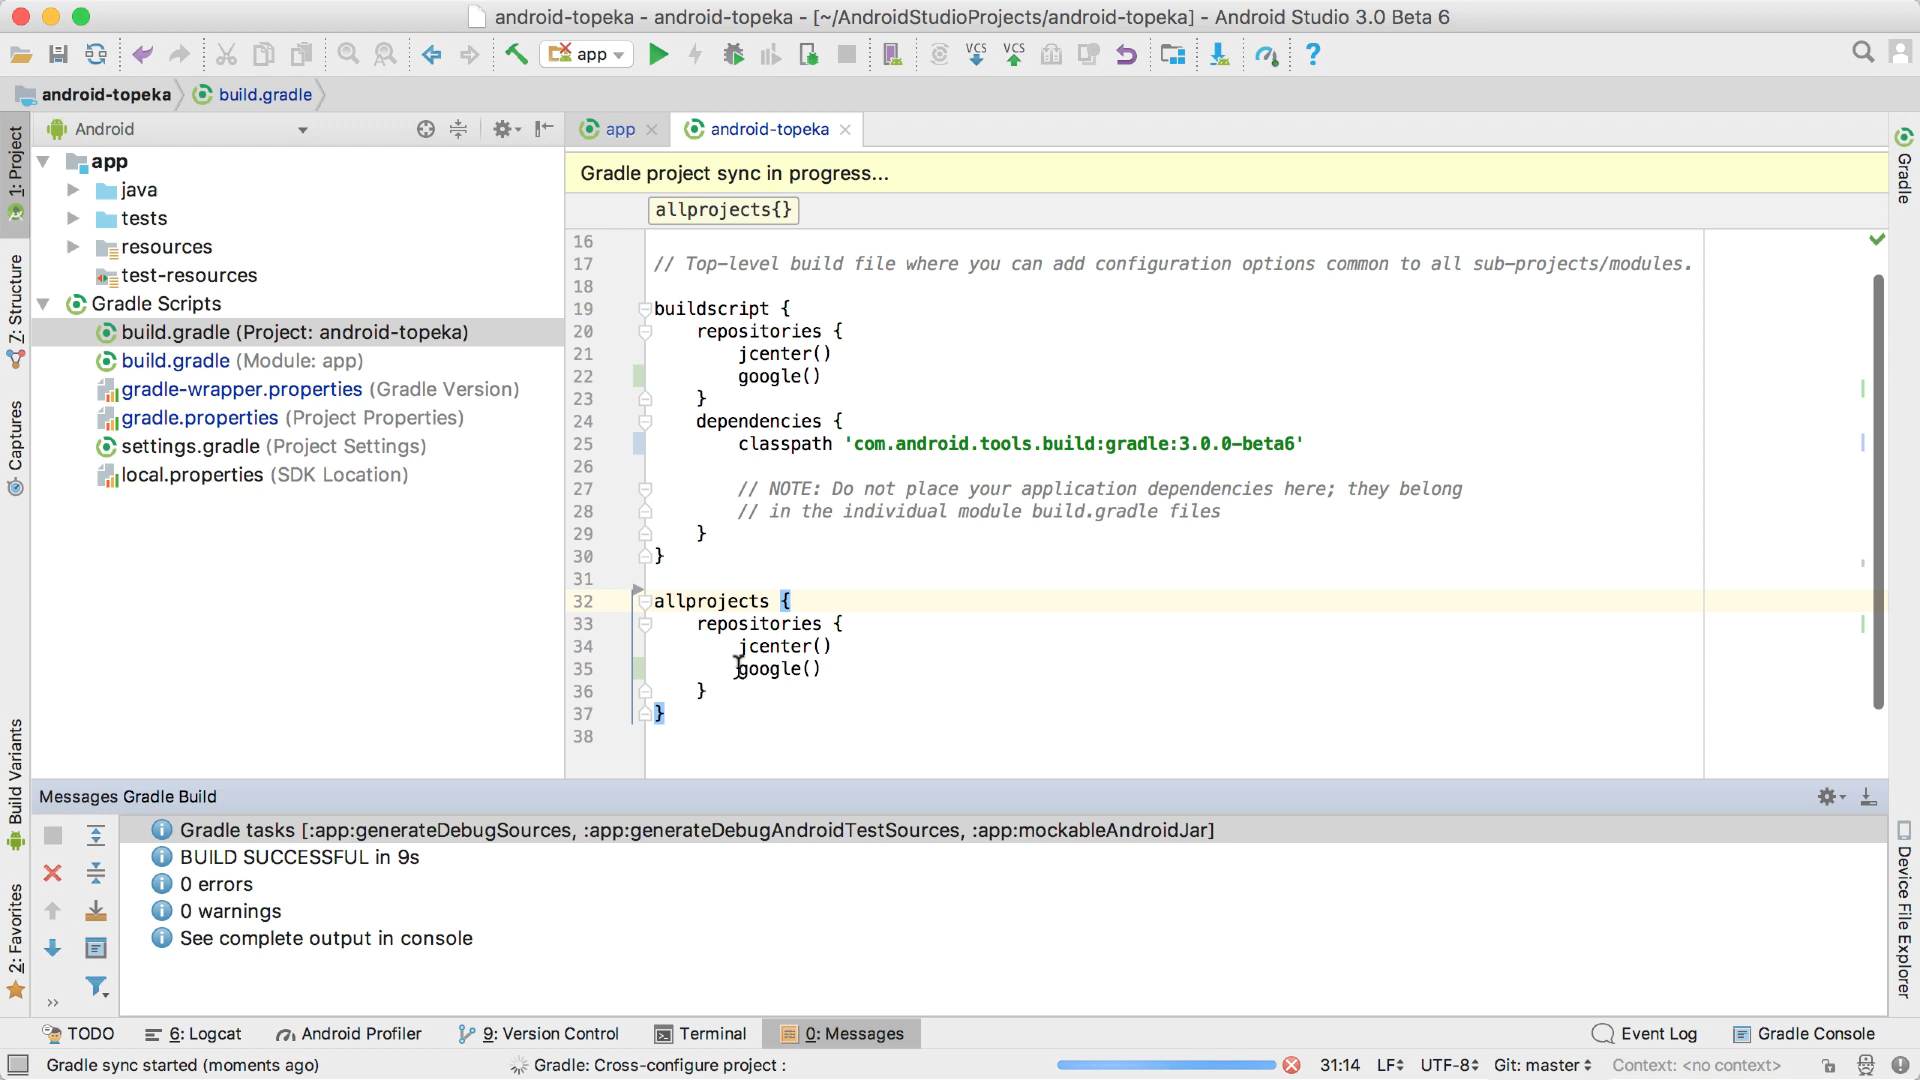 android-topeka - android-topeka - [~/AndroidStudioProjects/android-topeka] - Android Studio 3.0 Beta 6
app
VCS
VCS
?
android-topeka
build.gradle
1: Project
Z: Structure
Captures
Build Variants
2: Favorites
Android
app
java
tests
resources
test-resources
Gradle Scripts
build.gradle (Project: android-topeka)
build.gradle (Module: app)
gradle-wrapper.properties (Gradle Version)
gradle.properties (Project Properties)
settings.gradle (Project Settings)
local.properties (SDK Location)
app
android-topeka
Gradle project sync in progress...
allprojects{}
16
17 // Top-level build file where you can add configuration options common to all sub-projects/modules.
18
19 buildscript {
20 repositories {
21 jcenter()
22 google()
23 }
24 dependencies {
25 classpath 'com.android.tools.build:gradle:3.0.0-beta6'
26
27 // NOTE: Do not place your application dependencies here; they belong
28 // in the individual module build.gradle files
29 }
30 }
31
32 allprojects {
33 repositories {
34 jcenter()
35 google()
36 }
37 }
38
Gradle
Device File Explorer
Messages Gradle Build
Gradle tasks [:app:generateDebugSources, :app:generateDebugAndroidTestSources, :app:mockableAndroidJar]
BUILD SUCCESSFUL in 9s
0 errors
0 warnings
See complete output in console
TODO
6: Logcat
Android Profiler
9: Version Control
Terminal
0: Messages
Event Log
Gradle Console
Gradle sync started (moments ago)
Gradle: Cross-configure project :
31:14
LF
UTF-8
Git: master
Context: <no context>